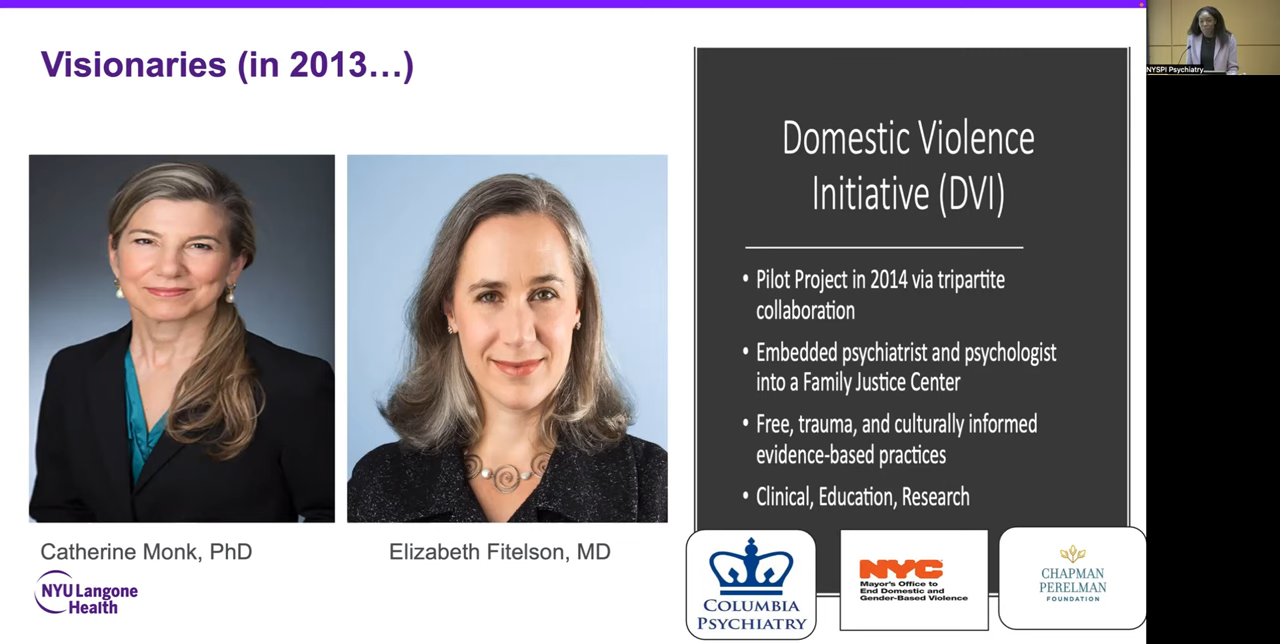 Visionaries (in 2013…)
Catherine Monk, PhD
Elizabeth Fitelson, MD
NYU Langone
Health
Domestic Violence
Initiative (DVI)
• Pilot Project in 2014 via tripartite
collaboration
• Embedded psychiatrist and psychologist
into a Family Justice Center
• Free, trauma, and culturally informed
evidence-based practices
• Clinical, Education, Research
COLUMBIA
PSYCHIATRY
NYC
Mayor's Office to
End Domestic and
Gender-Based Violence
CHAPMAN
PERELMAN
FOUNDATION
NYSPI Psychiatry